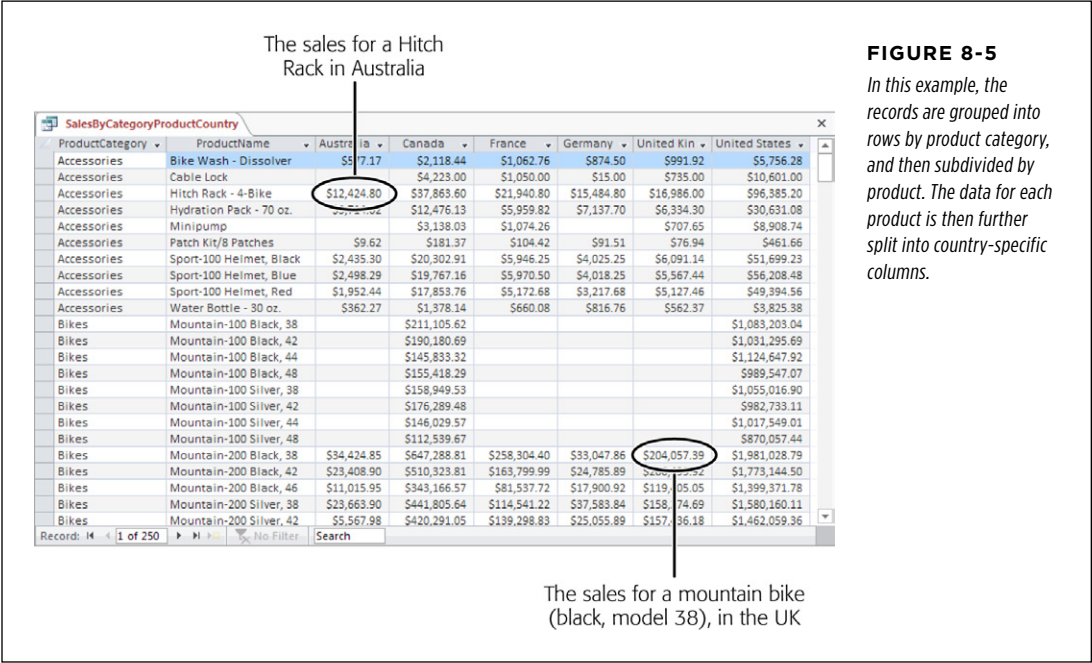 The sales for a Hitch
Rack in Australia
FIGURE 8-5
In this example, the
records are grouped into
rows by product category,
and then subdivided by
product. The data for each
product is then further
split into country-specific
columns.
SalesByCategoryProductCountry
ProductCategory ProductName Canada France Germany United Kin United States
Accessories Bike Wash - Dissolver $2,118.44 $1,062.76 $874.50 $991.92 $5,756.28
Accessories Cable Lock $4,223.00 $1,050.00 $15.00 $735.00 $10,601.00
Accessories Hitch Rack - 4-Bike $12,424.80 $37,863.60 $21,940.80 $15,484.80 $16,986.00 $96,385.20
Accessories Hydration Pack - 70 oz. $12,476.13 $5,959.82 $7,137.70 $6,334.30 $30,631.08
Accessories Minipump $3,138.03 $1,074.26 $707.65 $8,908.74
Accessories Patch Kit/8 Patches $9.62 $181.37 $104.42 $91.51 $76.94 $461.66
Accessories Sport-100 Helmet, Black $2,435.30 $20,302.91 $5,946.25 $4,025.25 $6,091.14 $51,699.23
Accessories Sport-100 Helmet, Blue $2,498.29 $19,767.16 $5,970.50 $4,018.25 $5,567.44 $56,208.48
Accessories Sport-100 Helmet, Red $1,952.44 $17,853.76 $5,172.68 $3,217.68 $5,127.46 $49,394.56
Accessories Water Bottle - 30 oz. $362.27 $1,378.14 $660.08 $816.76 $562.37 $3,825.38
Bikes Mountain-100 Black, 38 $211,105.62 $1,083,203.04
Bikes Mountain-100 Black, 42 $190,180.69 $1,031,295.69
Bikes Mountain-100 Black, 44 $145,833.32 $1,124,647.92
Bikes Mountain-100 Black, 48 $155,418.29 $989,547.07
Bikes Mountain-100 Silver, 38 $158,949.53 $1,055,016.90
Bikes Mountain-100 Silver, 42 $176,289.48 $982,733.11
Bikes Mountain-100 Silver, 44 $146,029.57 $1,017,549.01
Bikes Mountain-100 Silver, 48 $112,539.67 $870,057.44
Bikes Mountain-200 Black, 38 $34,424.85 $647,288.81 $258,304.40 $33,047.86 $204,057.39 $1,981,028.79
Bikes Mountain-200 Black, 42 $23,408.90 $510,323.81 $163,799.99 $24,785.89 $1,773,144.50
Bikes Mountain-200 Black, 46 $11,015.95 $343,166.57 $81,537.72 $17,900.92 $1,399,371.78
Bikes Mountain-200 Silver, 38 $23,663.90 $441,805.64 $114,541.22 $37,583.84 $1,580,160.11
Bikes Mountain-200 Silver, 42 $5,567.98 $420,291.05 $139,298.83 $25,055.89 $1,462,059.36
Record: 1 of 250 No Filter Search
The sales for a mountain bike
(black, model 38), in the UK